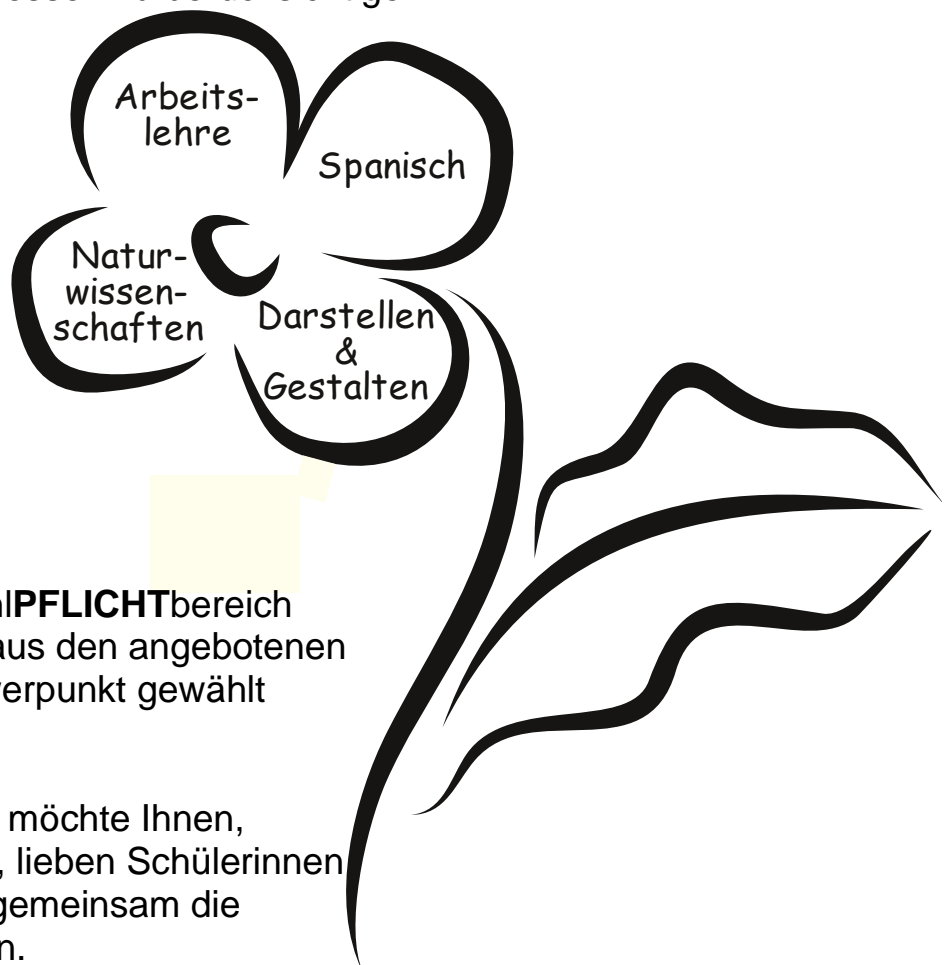 Arbeits-
lehre
Spanisch
Natur-
wissen-
schaften
Darstellen
&
Gestalten
PFLICHTbereich
aus den angebotenen
gewählt
möchte Ihnen,
, lieben Schülerinnen
gemeinsam die